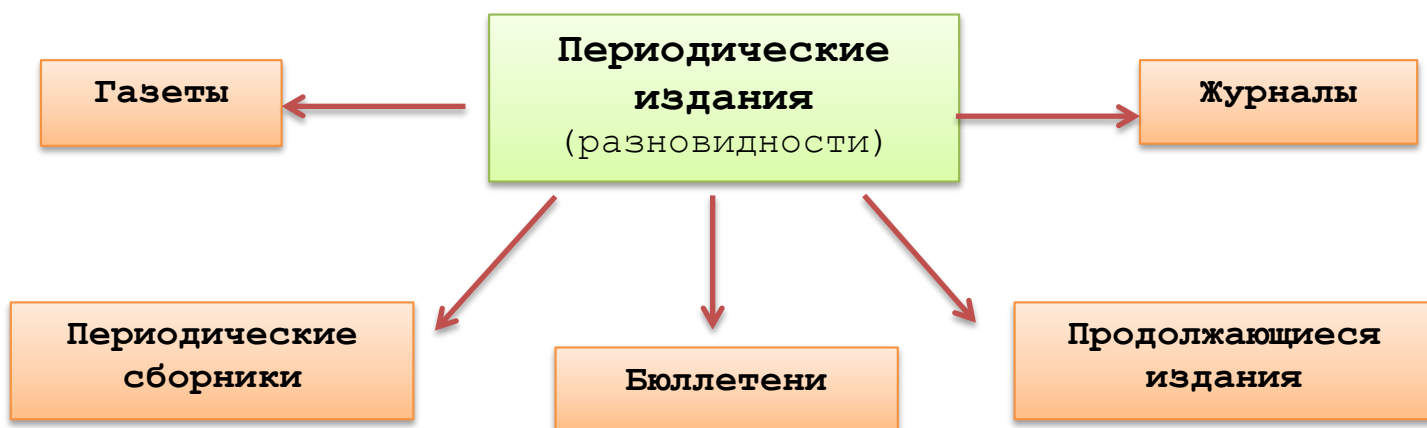 Периодические
издания
(разновидности)
Газеты
Журналы
Периодические
сборники
Бюллетени
Продолжающиеся
издания